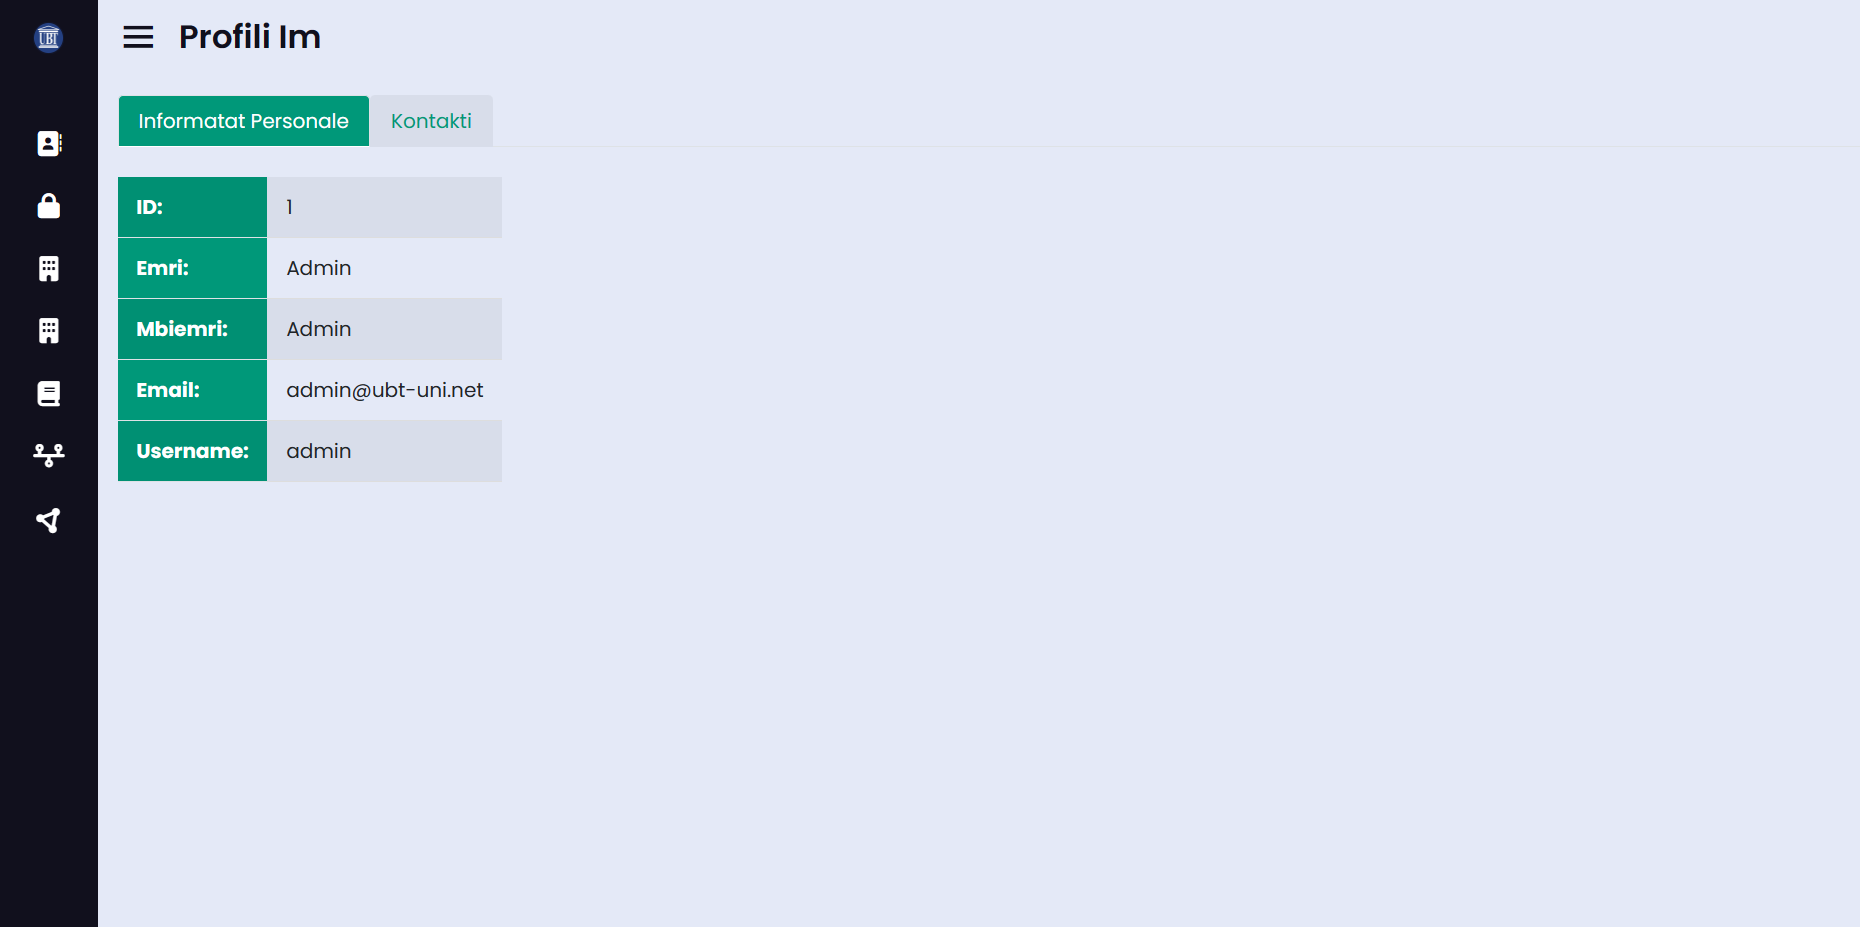 UBT
Profili Im
Informatat Personale
Kontakti
ID: 1
Emri: Admin
Mbiemri: Admin
Email: admin@ubt-uni.net
Username: admin